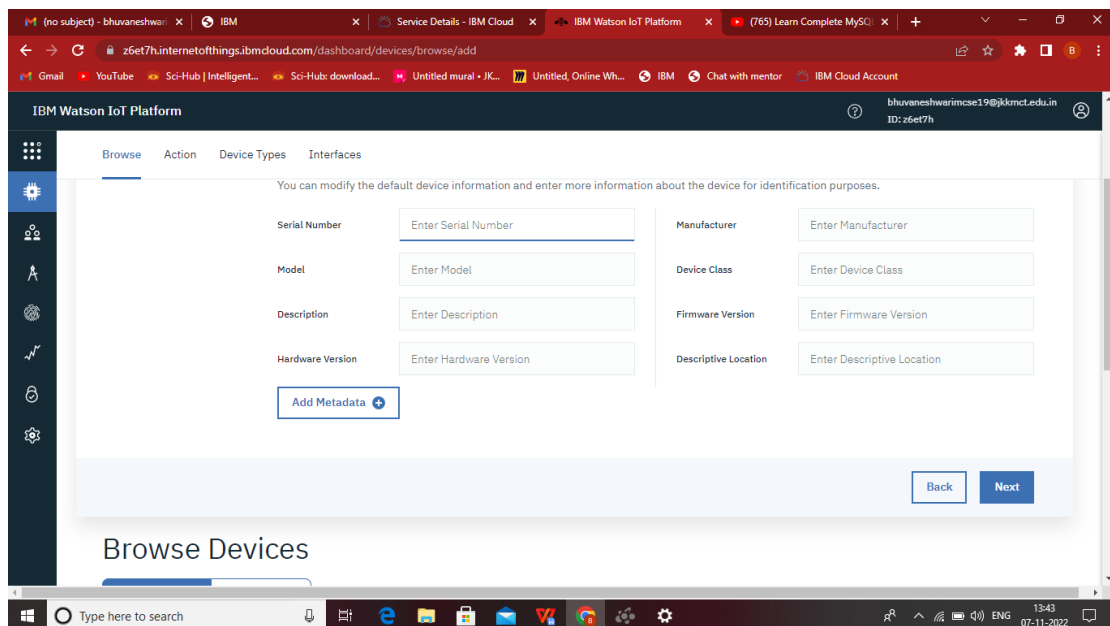 (no subject) - bhuvaneshwari
IBM
Service Details - IBM Cloud
IBM Watson IoT Platform
(765) Learn Complete MySQL
z6et7h.internetofthings.ibmcloud.com/dashboard/devices/browse/add
B
Gmail
YouTube
Sci-Hub | Intelligent...
Sci-Hub: download...
Untitled mural • JK...
Untitled, Online Wh...
IBM
Chat with mentor
IBM Cloud Account
IBM Watson IoT Platform
bhuvaneshwarimcse19@jkkmct.edu.in
ID: z6et7h
Browse Action Device Types Interfaces
You can modify the default device information and enter more information about the device for identification purposes.
Serial Number Enter Serial Number Manufacturer Enter Manufacturer
Model Enter Model Device Class Enter Device Class
Description Enter Description Firmware Version Enter Firmware Version
Hardware Version Enter Hardware Version Descriptive Location Enter Descriptive Location
Add Metadata
Back Next
Browse Devices
Type here to search
ENG
13:43
07-11-2022